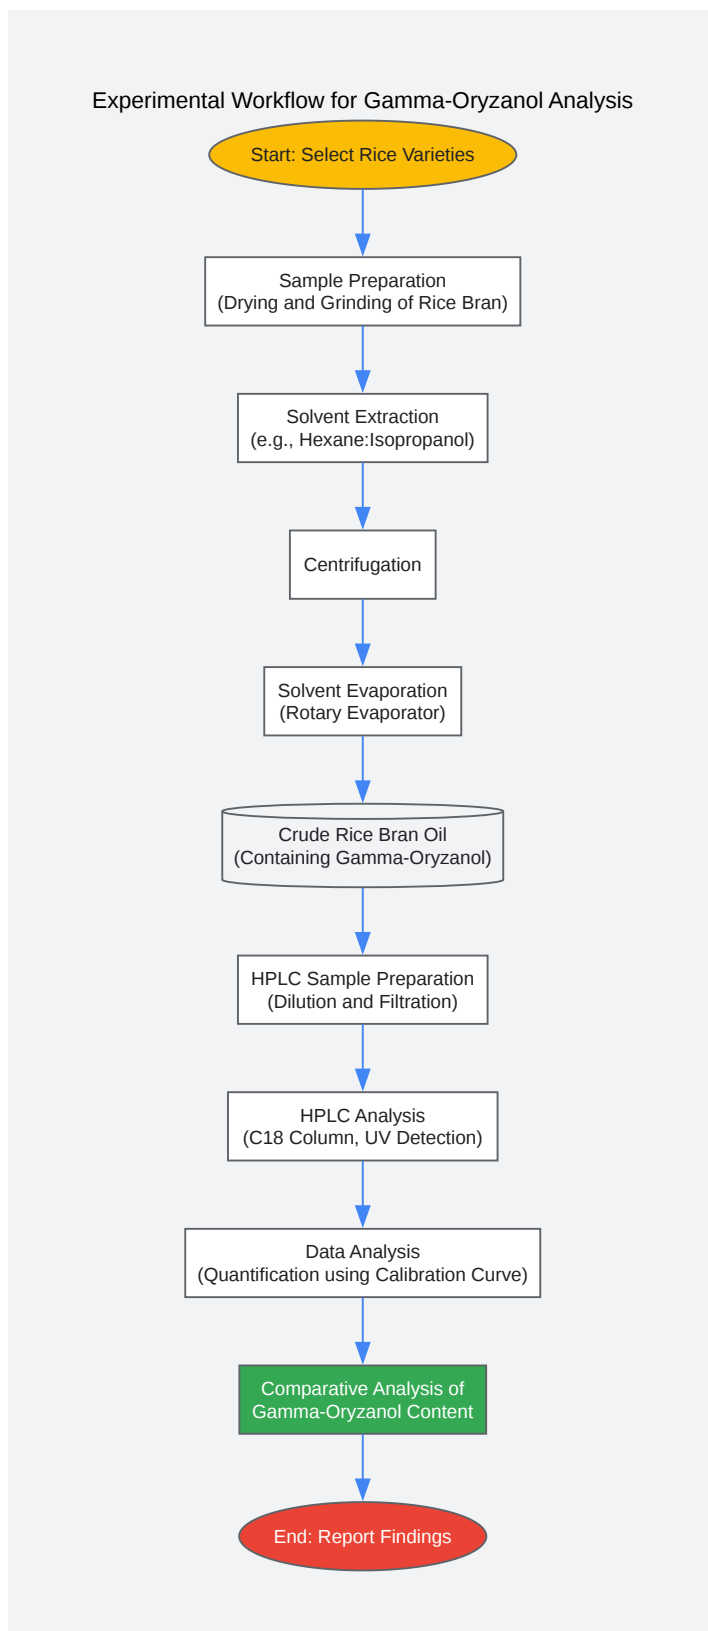 Experimental Workflow for Gamma-Oryzanol Analysis
Start: Select Rice Varieties
Sample Preparation
(Drying and Grinding of Rice Bran)
Solvent Extraction
(e.g., Hexane:Isopropanol)
Centrifugation
Solvent Evaporation
(Rotary Evaporator)
Crude Rice Bran Oil
(Containing Gamma-Oryzanol)
HPLC Sample Preparation
(Dilution and Filtration)
HPLC Analysis
(C18 Column, UV Detection)
Data Analysis
(Quantification using Calibration Curve)
Comparative Analysis of
Gamma-Oryzanol Content
End: Report Findings